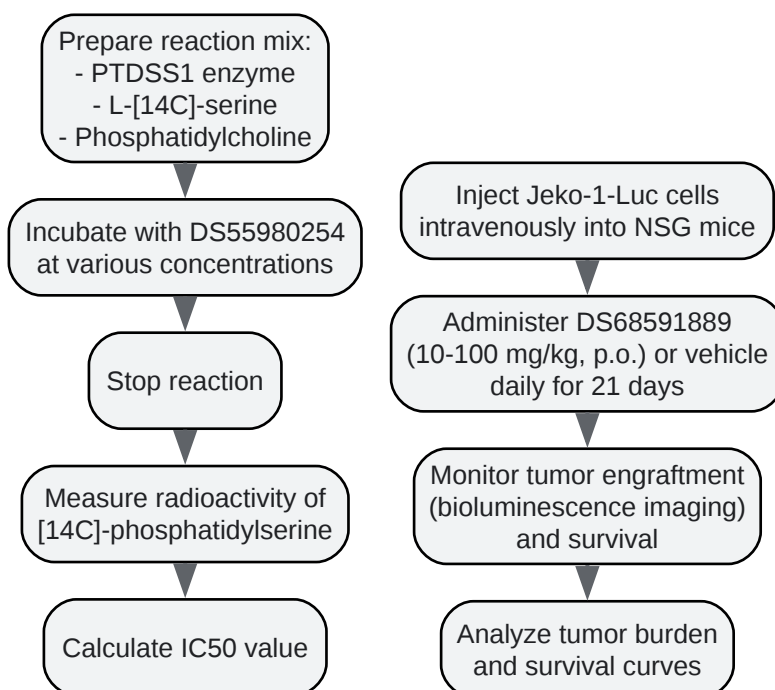 Prepare reaction mix:
- PTDSS1 enzyme
- L-[14C]-serine
- Phosphatidylcholine
Incubate with DS55980254
at various concentrations
Stop reaction
Measure radioactivity of
[14C]-phosphatidylserine
Calculate IC50 value
Inject Jeko-1-Luc cells
intravenously into NSG mice
Administer DS68591889
(10-100 mg/kg, p.o.) or vehicle
daily for 21 days
Monitor tumor engraftment
(bioluminescence imaging)
and survival
Analyze tumor burden
and survival curves